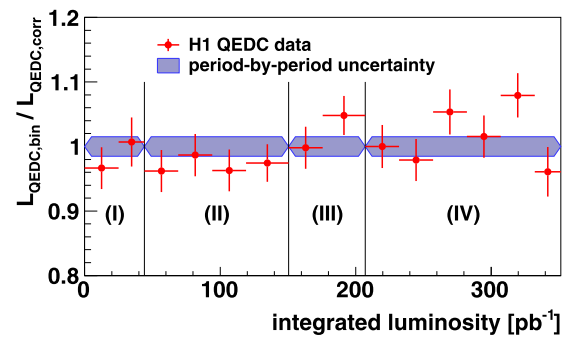 1.2
H1 QEDC data
period-by-period uncertainty
1.1
1
0.9
0.8
L_QEDC,bin / L_QEDC,corr
(I)
(II)
(III)
(IV)
0
100
200
300
integrated luminosity [pb⁻¹]